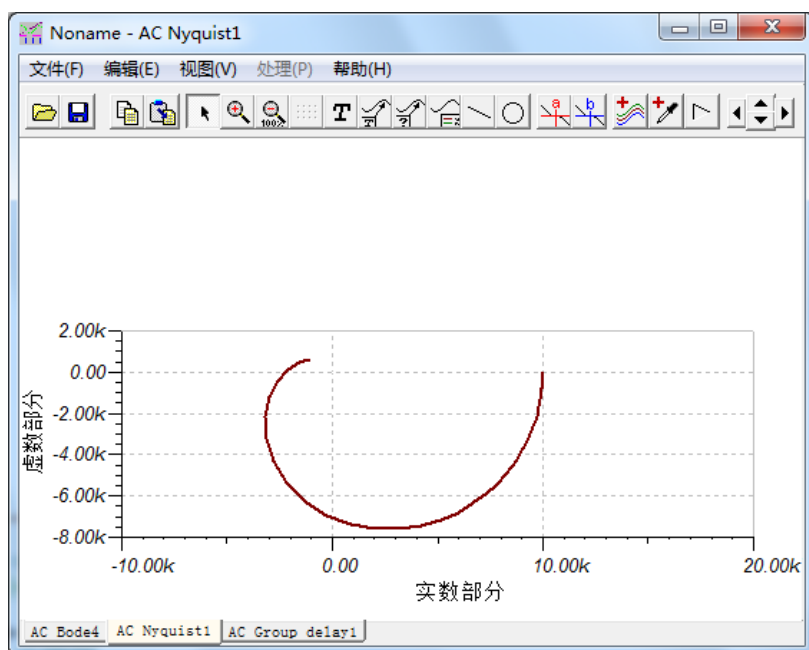 Noname - AC Nyquist1
文件(F) 编辑(E) 视图(V) 处理(P) 帮助(H)
100% T T ? a b
2.00k
0.00
-2.00k
-4.00k
-6.00k
-8.00k
虚数部分
-10.00k 0.00 10.00k 20.00k
实数部分
AC Bode4 AC Nyquist1 AC Group delay1